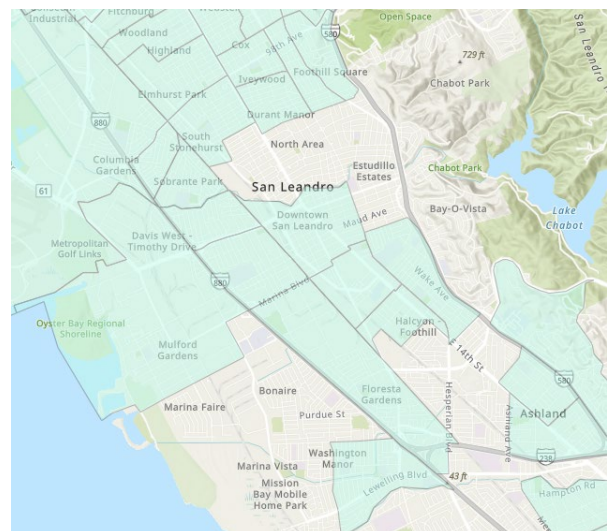 Fitchburg
Industrial
Woodland
Highland
Cox
98th Ave
580
Open Space
San Leandro
729 ft
Foothill Square
Iveywood
Chabot Park
Elmhurst Park
Durant Manor
880
South
Stonehurst
North Area
Columbia
Gardens
Estudillo
Estates
Chabot Park
Sobrante Park
San Leandro
61
Downtown
San Leandro
Maud Ave
Bay-O-Vista
Lake
Chabot
Davis West -
Timothy Drive
Metropolitan
Golf Links
880
Wake Ave
Marina Blvd
Oyster Bay Regional
Shoreline
Halcyon -
Foothill
Mulford
Gardens
E 14th St
580
Bonaire
Floresta
Gardens
Hesperian Blvd
Marina Faire
Purdue St
Ashland Ave
Ashland
Washington
Manor
238
Marina Vista
Lewelling Blvd
43 ft
Mission
Bay Mobile
Home Park
Hampton Rd